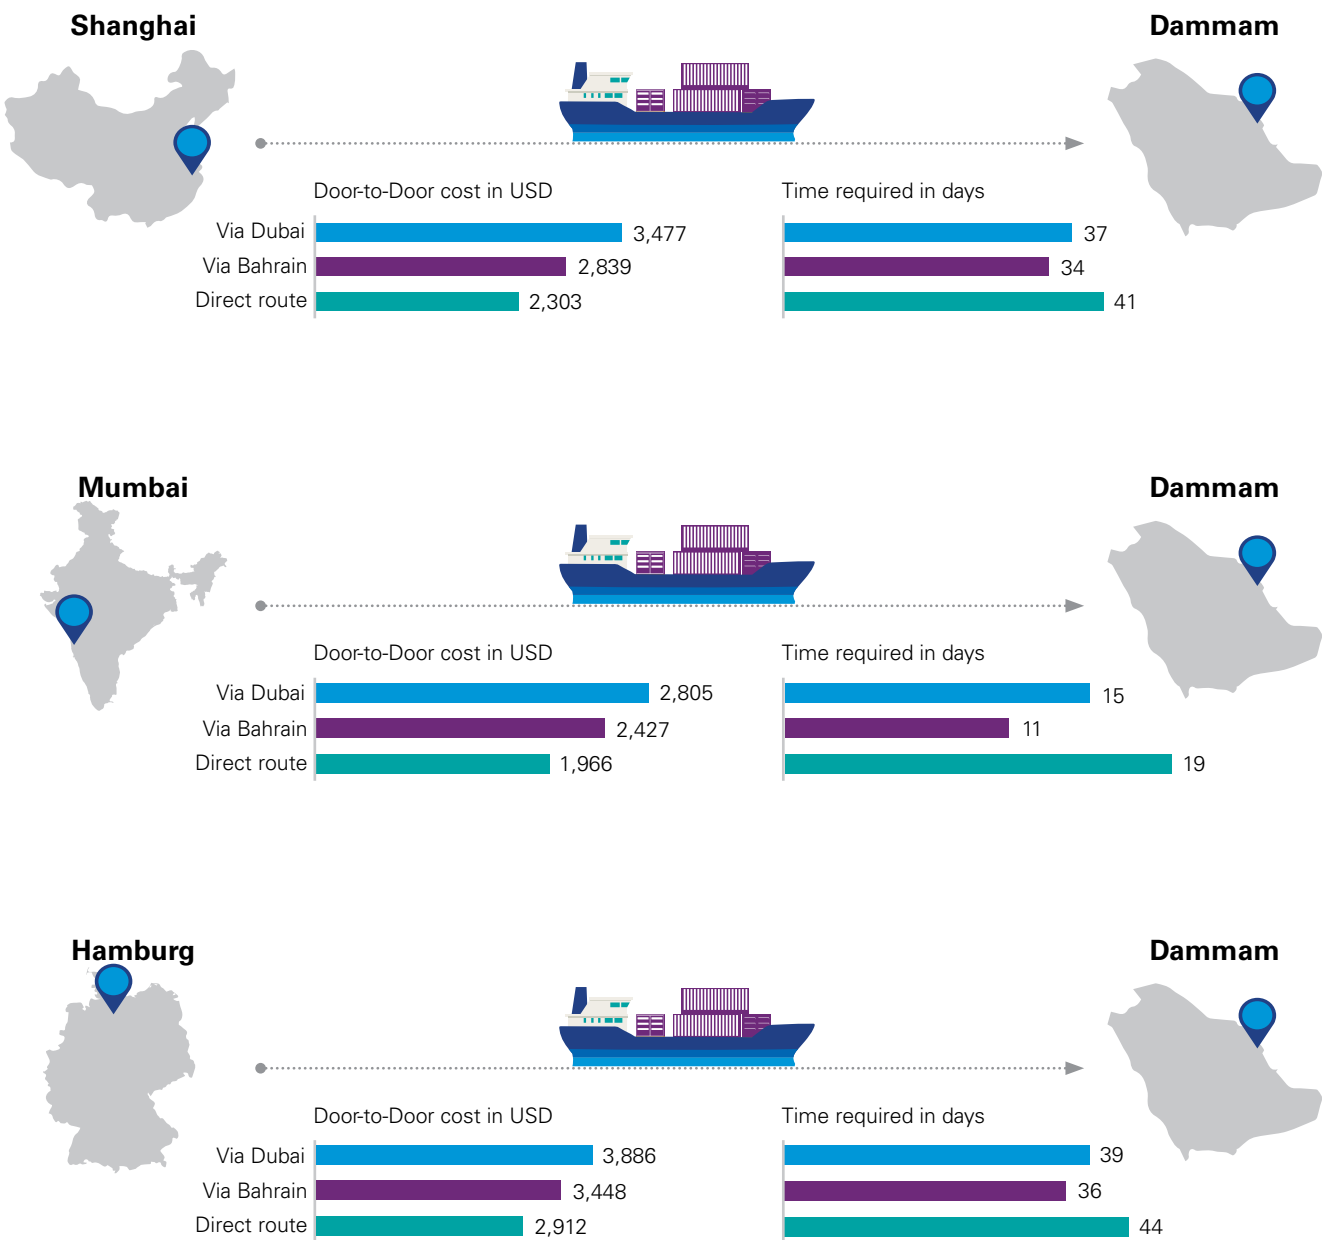 Shanghai
Dammam
Door-to-Door cost in USD
Time required in days
Via Dubai 3,477 37
Via Bahrain 2,839 34
Direct route 2,303 41
Mumbai
Dammam
Door-to-Door cost in USD
Time required in days
Via Dubai 2,805 15
Via Bahrain 2,427 11
Direct route 1,966 19
Hamburg
Dammam
Door-to-Door cost in USD
Time required in days
Via Dubai 3,886 39
Via Bahrain 3,448 36
Direct route 2,912 44